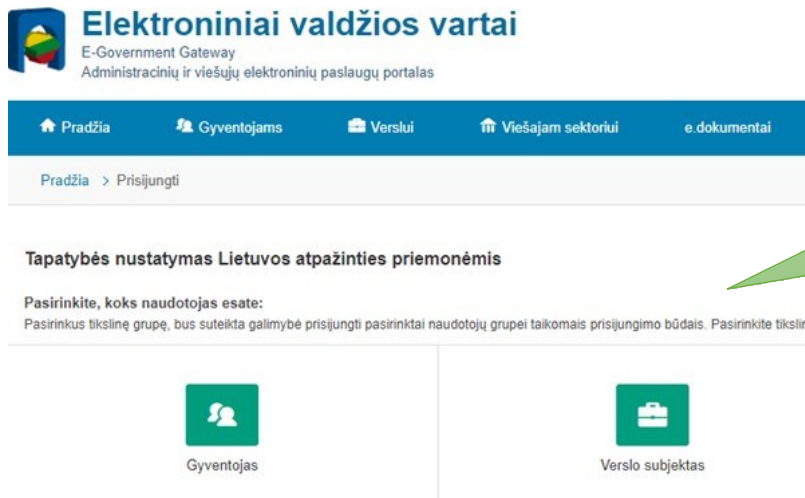 Elektroniniai valdžios vartai
E-Government Gateway
Administracinių ir viešųjų elektroninių paslaugų portalas
Pradžia Gyventojams Verslui Viešajam sektoriui e.dokumentai
Pradžia > Prisijungti
Tapatybės nustatymas Lietuvos atpažinties priemonėmis
Pasirinkite, koks naudotojas esate:
Pasirinkus tikslinę grupę, bus suteikta galimybė prisijungti pasirinktai naudotojų grupei taikomais prisijungimo būdais. Pasirinkite
Gyventojas Verslo subjektas